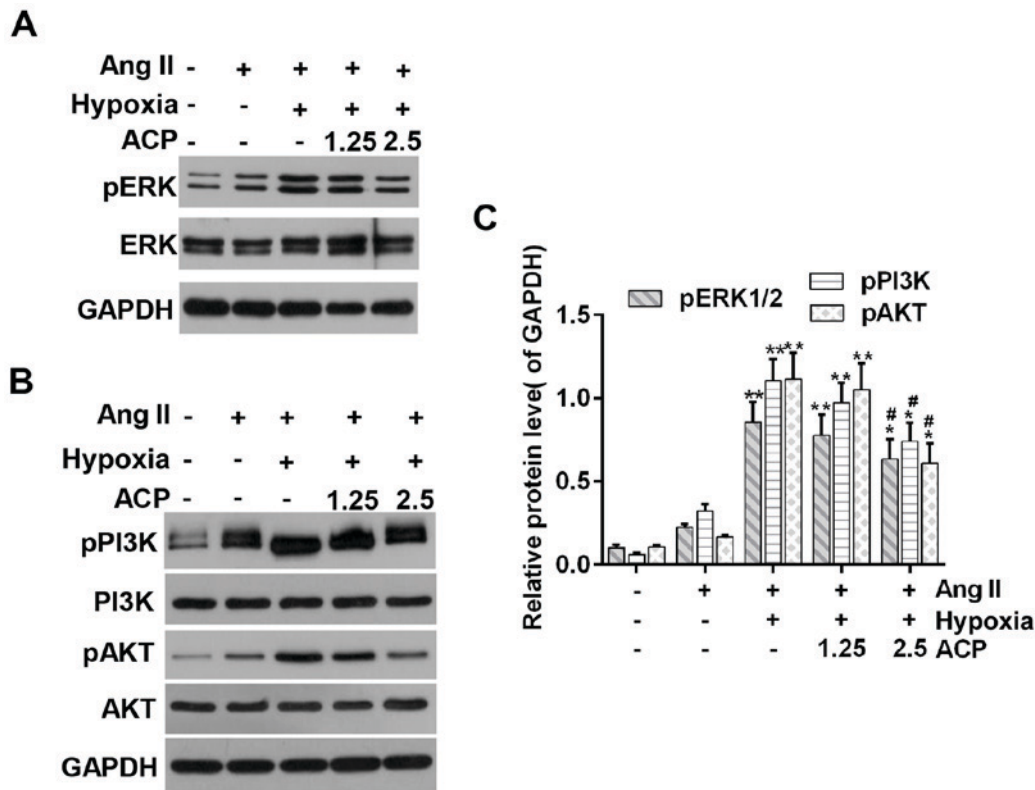 A
Ang II - + + + +
Hypoxia - - + + +
ACP - - - 1.25 2.5
pERK
ERK
GAPDH
B
Ang II - + + + +
Hypoxia - - + + +
ACP - - - 1.25 2.5
pPI3K
PI3K
pAKT
AKT
GAPDH
C
pERK1/2
pPI3K
pAKT
Relative protein level( of GAPDH)
1.5
1.0
0.5
0.0
** ** **
** ** **
# # #
* * *
- + + + + Ang II
- - + + + Hypoxia
- - - 1.25 2.5 ACP